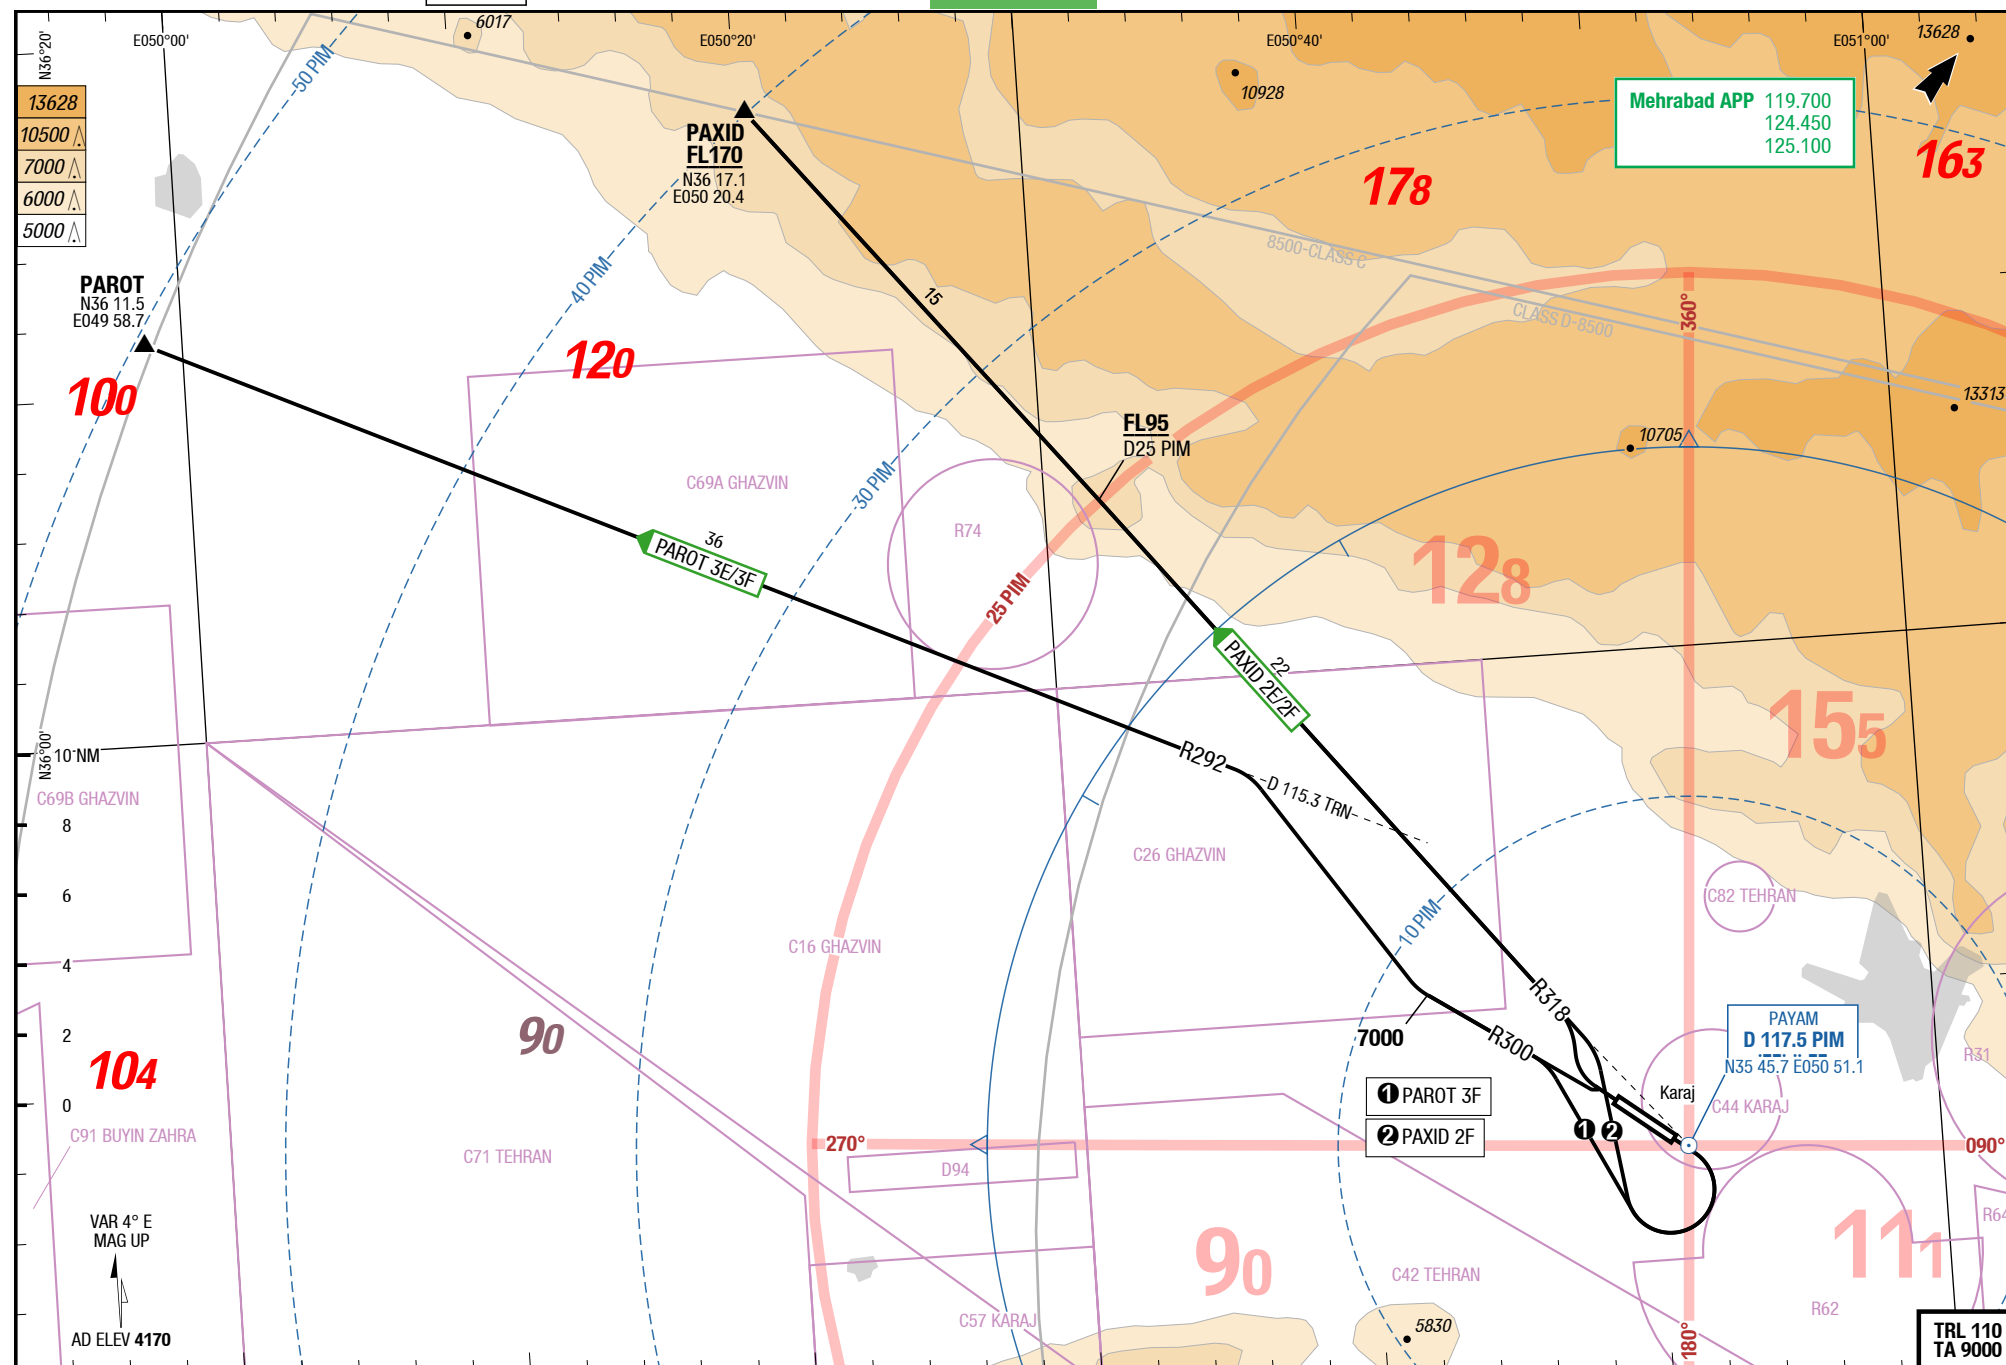 6017
E050°00'
E050°20'
E050°40'
E051°00'
13628
N36°20'
50 PIM
10928
13628
10500
7000
6000
5000
Mehrabad APP 119.700
124.450
125.100
163
178
PAXID
FL170
N36 17.1
E050 20.4
40 PIM
8500-CLASS C
CLASS D-8500
360°
PAROT
N36 11.5
E049 58.7
15
100
120
13313
10705
FL95
D25 PIM
30 PIM
C69A GHAZVIN
R74
36
PAROT 3E/3F
128
25 PIM
22
PAXID 2E/2F
155
N36°00'
10 NM
R292
D 115.3 TRN
C69B GHAZVIN
8
C26 GHAZVIN
6
C82 TEHRAN
10 PIM
C16 GHAZVIN
4
R318
90
7000
R300
PAYAM
D 117.5 PIM
N35 45.7 E050 51.1
2
R31
104
Karaj
1 PAROT 3F
C44 KARAJ
0
1
2
2 PAXID 2F
C91 BUYIN ZAHRA
270°
090°
C71 TEHRAN
D94
VAR 4° E
MAG UP
R64
111
90
C42 TEHRAN
R62
C57 KARAJ
5830
AD ELEV 4170
180°
TRL 110
TA 9000